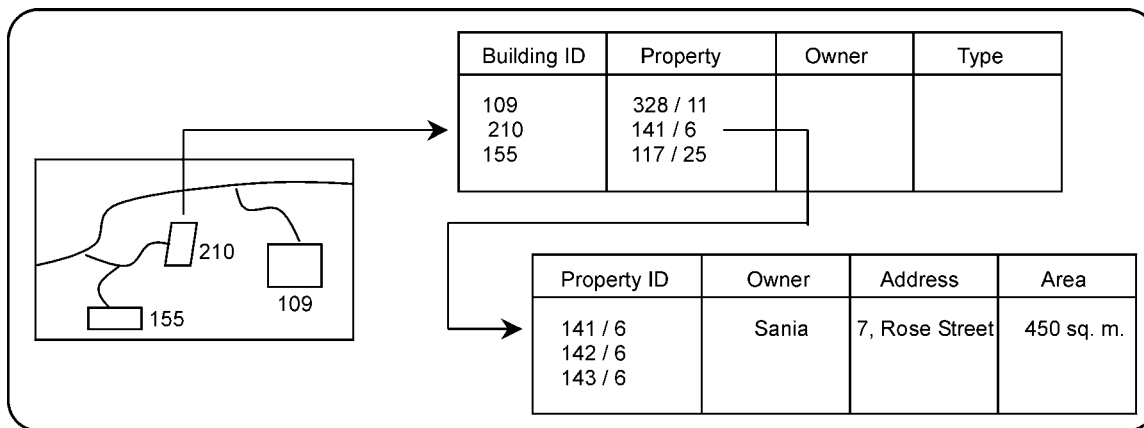 Building ID Property Owner Type
109 328 / 11
210 141 / 6
155 117 / 25
210
109
155
Property ID Owner Address Area
141 / 6 Sania 7, Rose Street 450 sq. m.
142 / 6
143 / 6